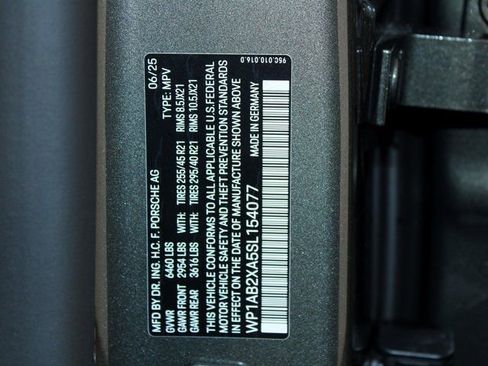 MFD BY DR. ING. H.C. F. PORSCHE AG
06/25
GVWR 6460 LBS TYPE: MPV
GAWR FRONT 2954 LBS WITH: TIRES 255/45 R21 RIMS 8.5JX21
GAWR REAR 3616 LBS WITH: TIRES 295/40 R21 RIMS 10.5JX21
THIS VEHICLE CONFORMS TO ALL APPLICABLE U.S. FEDERAL
MOTOR VEHICLE SAFETY AND THEFT PREVENTION STANDARDS
IN EFFECT ON THE DATE OF MANUFACTURE SHOWN ABOVE
WP1AB2XA5SL154077
MADE IN GERMANY
95C.010.016.0